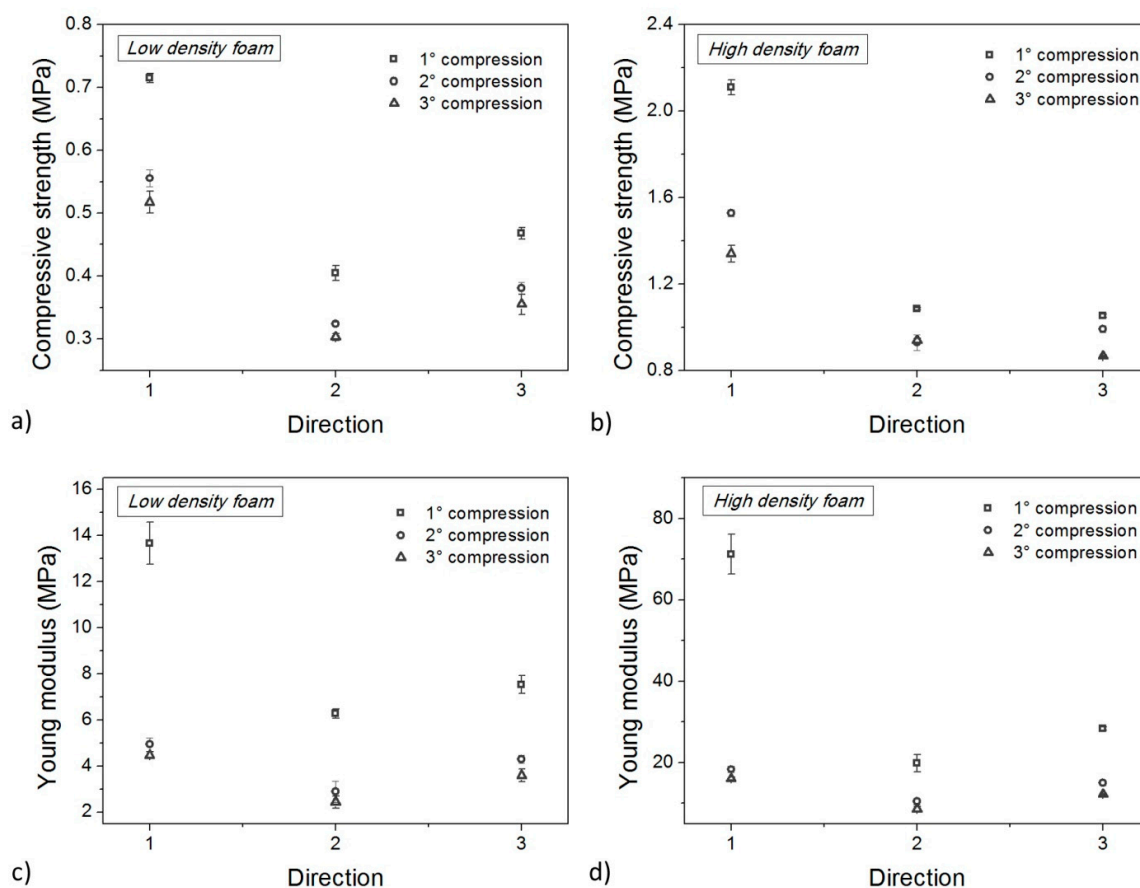 Low density foam
1° compression
2° compression
3° compression
Compressive strength (MPa)
0.8
0.7
0.6
0.5
0.4
0.3
1 2 3
Direction
a)
High density foam
1° compression
2° compression
3° compression
Compressive strength (MPa)
2.4
2.0
1.6
1.2
0.8
1 2 3
Direction
b)
Low density foam
1° compression
2° compression
3° compression
Young modulus (MPa)
16
14
12
10
8
6
4
2
1 2 3
Direction
c)
High density foam
1° compression
2° compression
3° compression
Young modulus (MPa)
80
60
40
20
1 2 3
Direction
d)